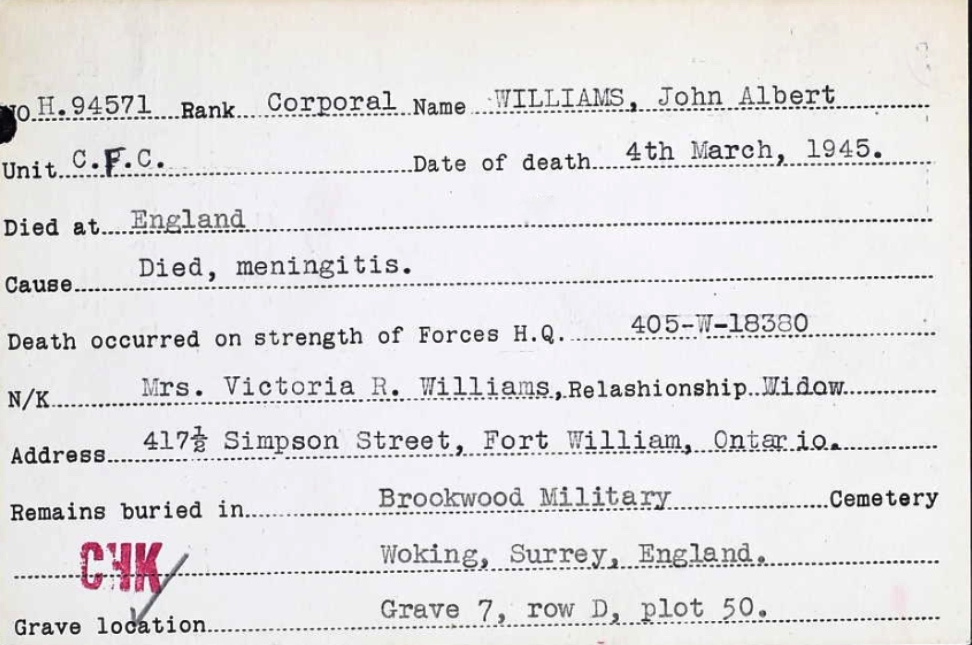 NO H.94571 Rank Corporal Name WILLIAMS, John Albert
Unit C.F.C. Date of death 4th March, 1945.
Died at England
Cause Died, meningitis.
Death occurred on strength of Forces H.Q. 405-W-18380
N/K Mrs. Victoria R. Williams, Relashionship Widow
Address 417½ Simpson Street, Fort William, Ontario.
Remains buried in Brookwood Military Cemetery
CHK Woking, Surrey, England.
Grave location Grave 7, row D, plot 50.